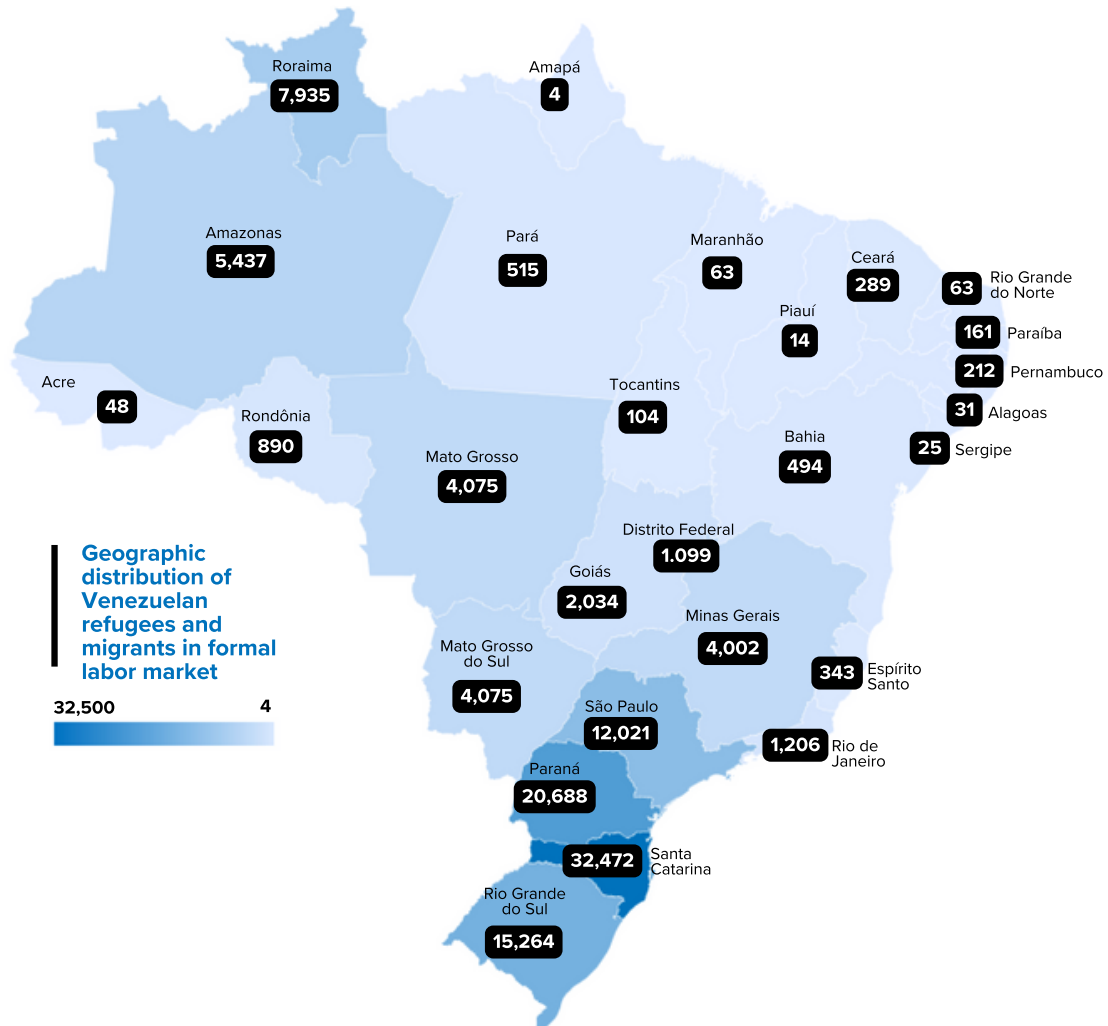 Roraima
7,935
Amapá
4
Amazonas
5,437
Pará
515
Maranhão
63
Ceará
289
Rio Grande
do Norte
63
Piauí
14
161
Paraíba
212
Pernambuco
Acre
48
Tocantins
104
31
Alagoas
Rondônia
890
Bahia
494
25
Sergipe
Mato Grosso
4,075
Distrito Federal
1.099
Geographic
distribution of
Venezuelan
refugees and
migrants in formal
labor market
32,500
4
Goiás
2,034
Minas Gerais
4,002
Mato Grosso
do Sul
4,075
343
Espírito
Santo
São Paulo
12,021
1,206
Rio de
Janeiro
Paraná
20,688
32,472
Santa
Catarina
Rio Grande
do Sul
15,264